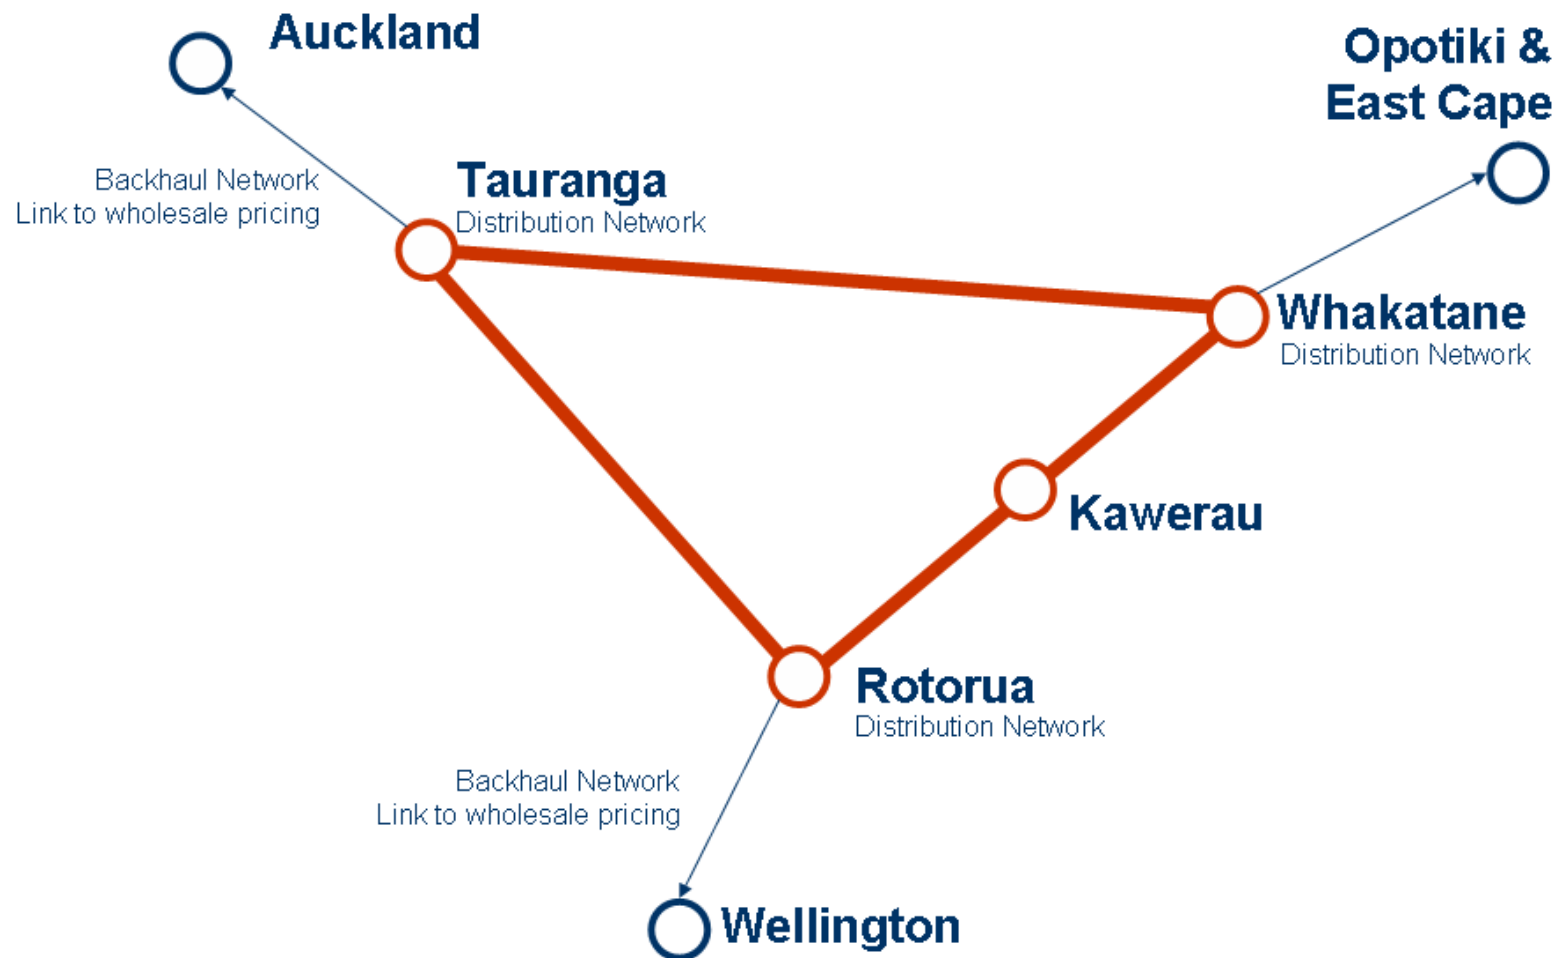 Auckland
Opotiki &
East Cape
Backhaul Network
Link to wholesale pricing
Tauranga
Distribution Network
Whakatane
Distribution Network
Kawerau
Rotorua
Distribution Network
Backhaul Network
Link to wholesale pricing
Wellington